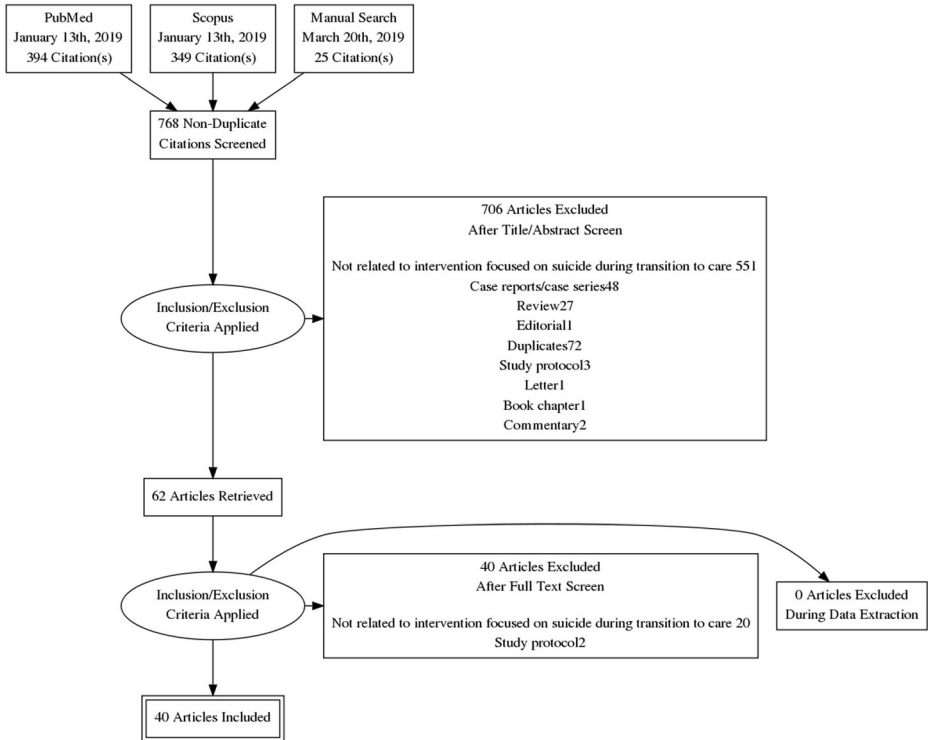 PubMed
January 13th, 2019
394 Citation(s)
Scopus
January 13th, 2019
349 Citation(s)
Manual Search
March 20th, 2019
25 Citation(s)
768 Non-Duplicate
Citations Screened
Inclusion/Exclusion
Criteria Applied
706 Articles Excluded
After Title/Abstract Screen
Not related to intervention focused on suicide during transition to care 551
Case reports/case series48
Review27
Editorial1
Duplicates72
Study protocol3
Letter1
Book chapter1
Commentary2
62 Articles Retrieved
Inclusion/Exclusion
Criteria Applied
40 Articles Excluded
After Full Text Screen
Not related to intervention focused on suicide during transition to care 20
Study protocol2
0 Articles Excluded
During Data Extraction
40 Articles Included